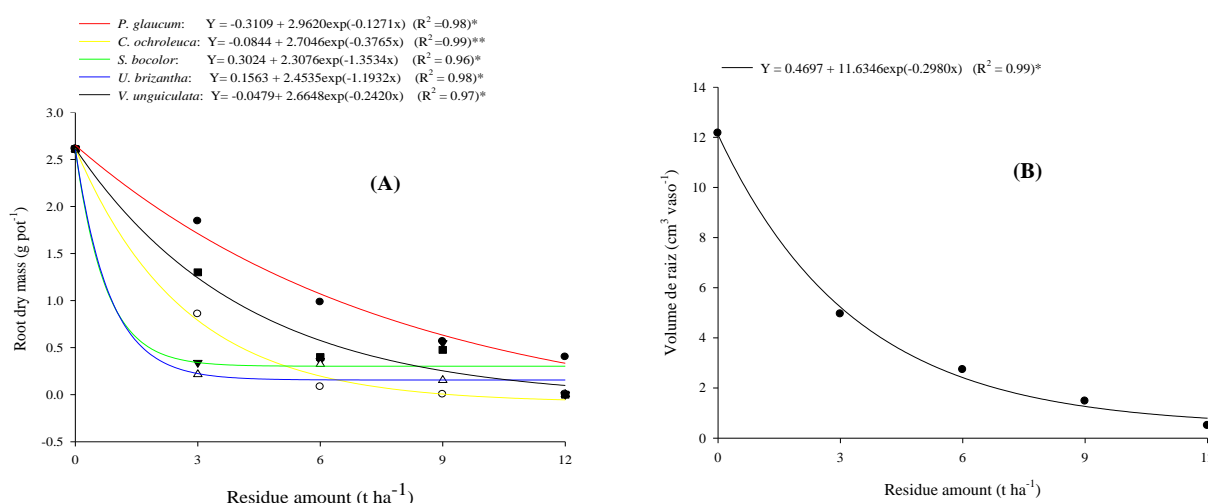 P. glaucum: Y = -0.3109 + 2.9620exp(-0.1271x) (R² =0.98)*
C. ochroleuca: Y= -0.0844 + 2.7046exp(-0.3765x) (R² =0.99)**
S. bocolor: Y = 0.3024 + 2.3076exp(-1.3534x) (R² = 0.96)*
U. brizantha: Y= 0.1563 + 2.4535exp(-1.1932x) (R² = 0.98)*
V. unguiculata: Y= -0.0479+ 2.6648exp(-0.2420x) (R² = 0.97)*
3.0
2.5
2.0
1.5
1.0
0.5
0.0
-0.5
Root dry mass (g pot⁻¹)
(A)
0 3 6 9 12
Residue amount (t ha⁻¹)
Y = 0.4697 + 11.6346exp(-0.2980x) (R² = 0.99)*
14
12
10
8
6
4
2
0
Volume de raiz (cm³ vaso⁻¹)
(B)
0 3 6 9 12
Residue amount (t ha⁻¹)